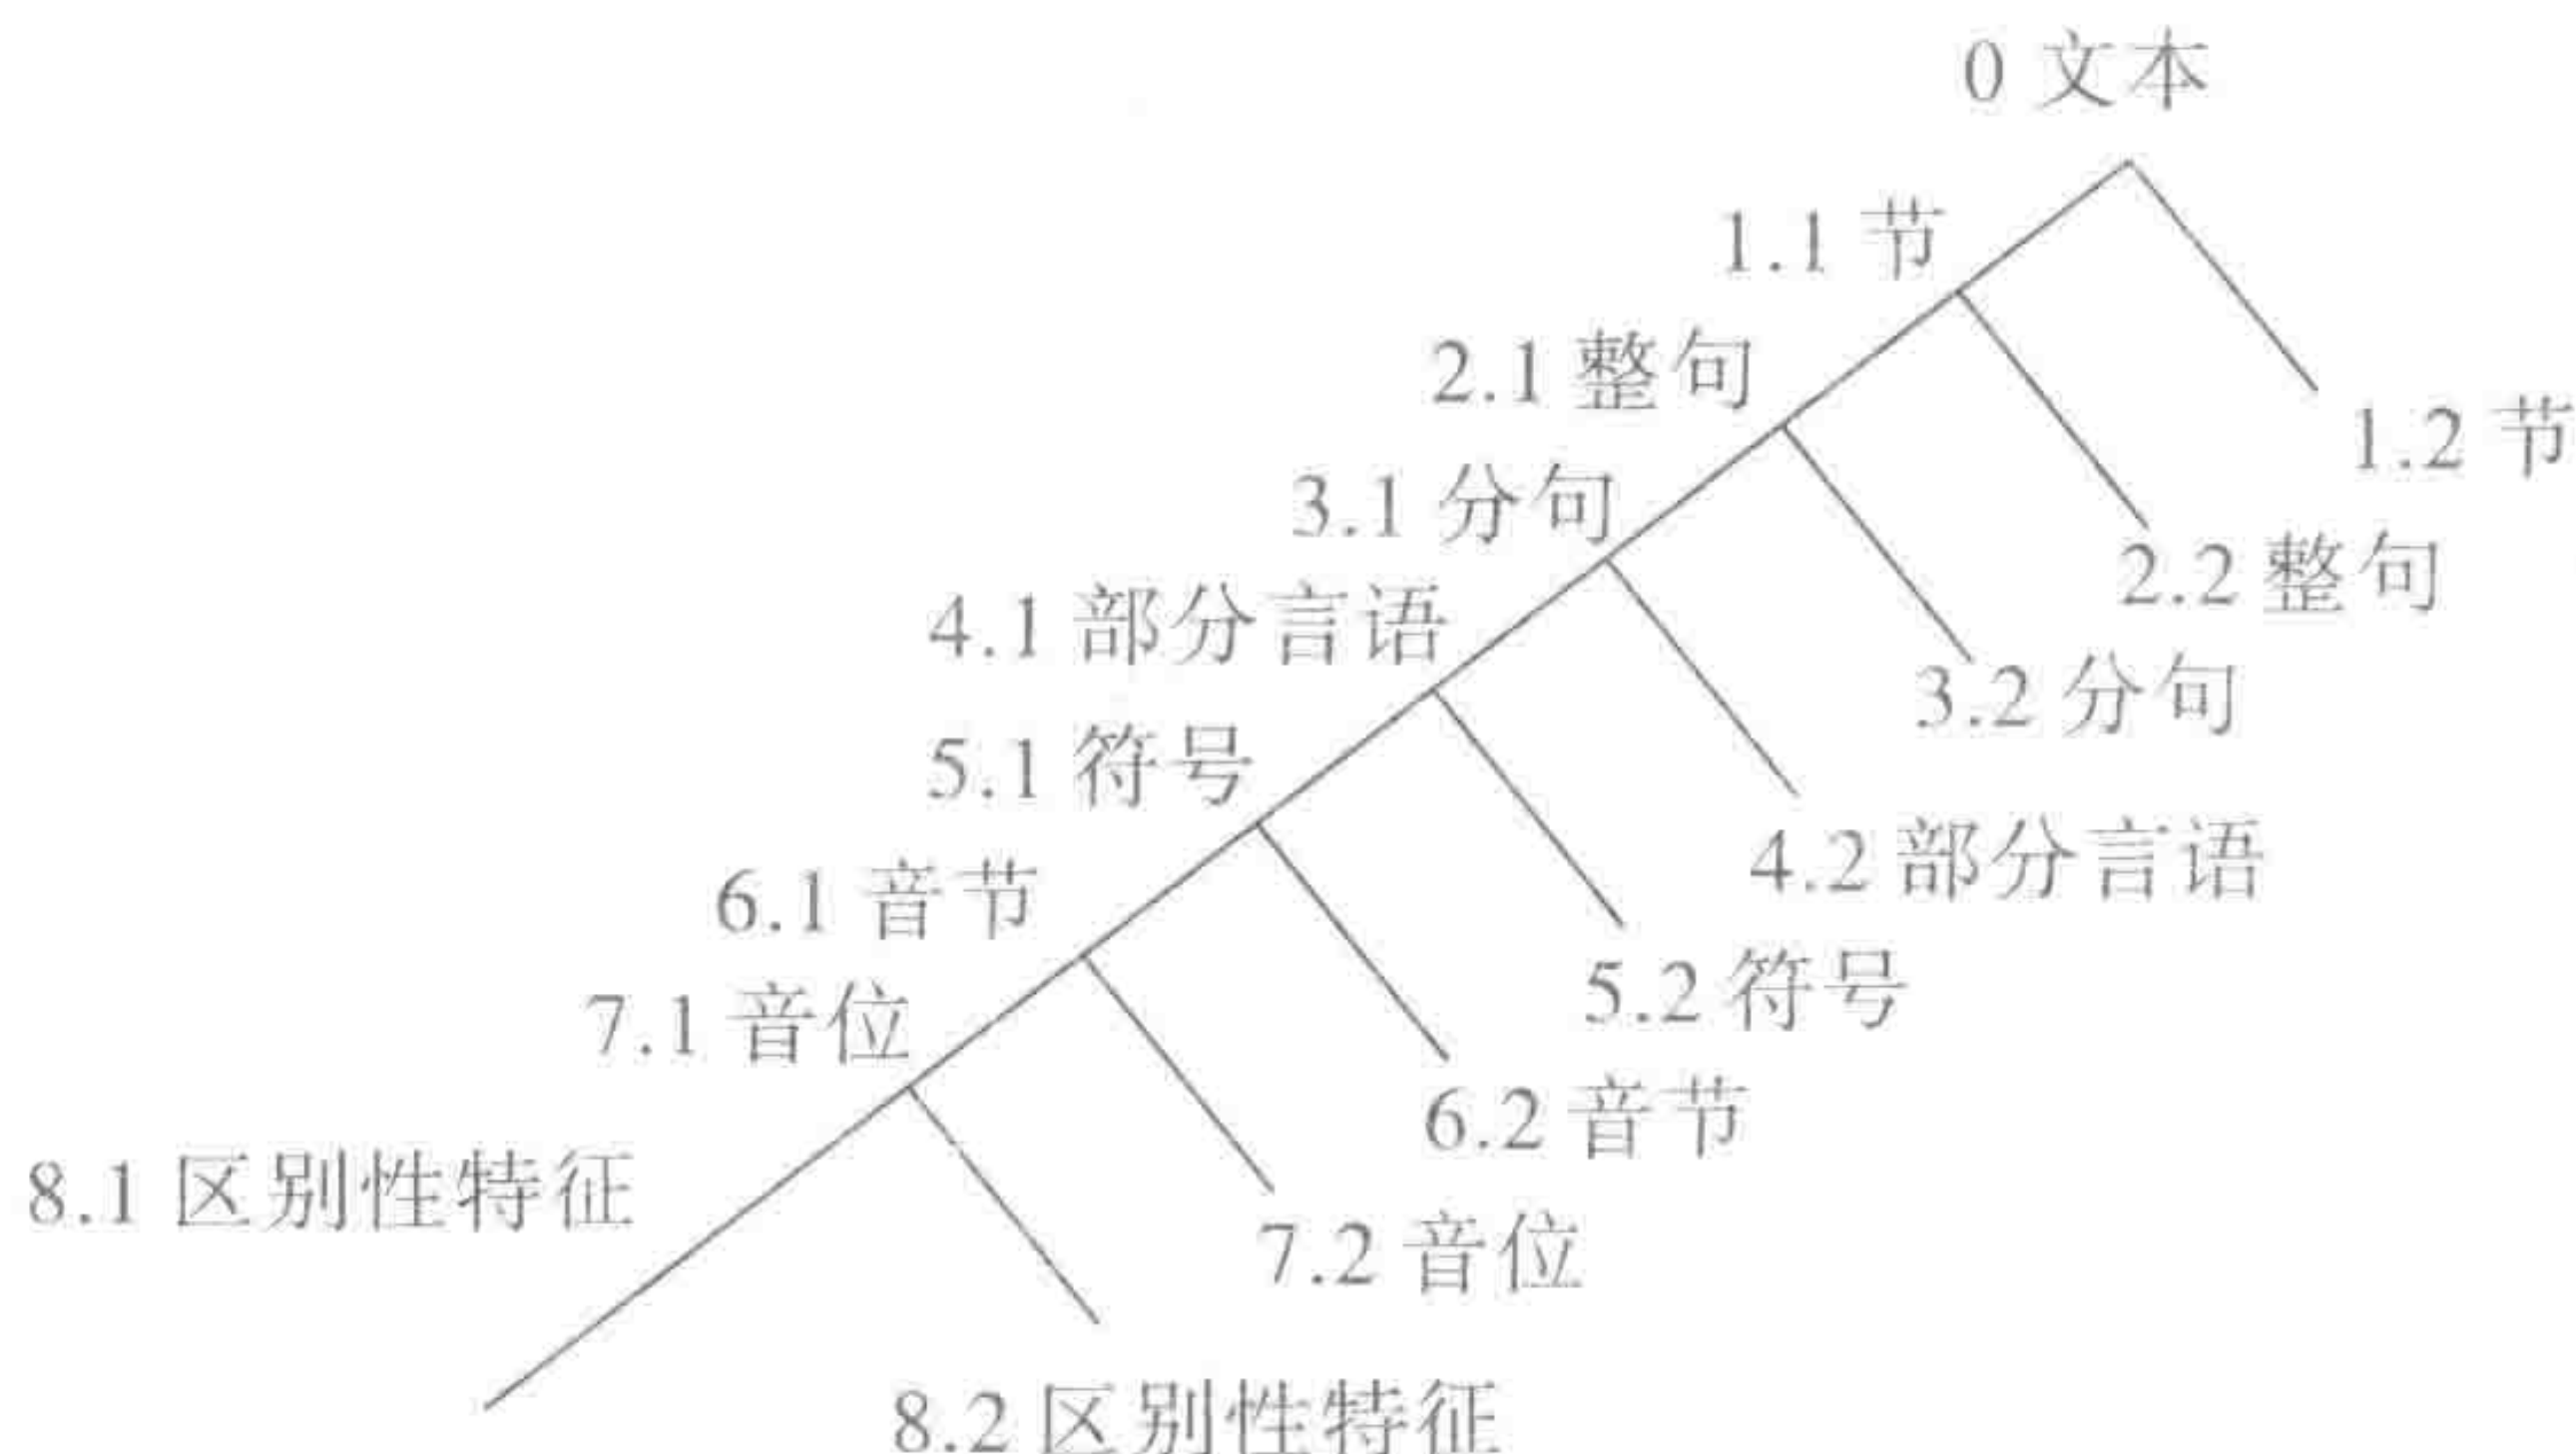 0 文本
1.1 节
1.2 节
2.1 整句
2.2 整句
3.1 分句
3.2 分句
4.1 部分言语
4.2 部分言语
5.1 符号
5.2 符号
6.1 音节
6.2 音节
7.1 音位
7.2 音位
8.1 区别性特征
8.2 区别性特征